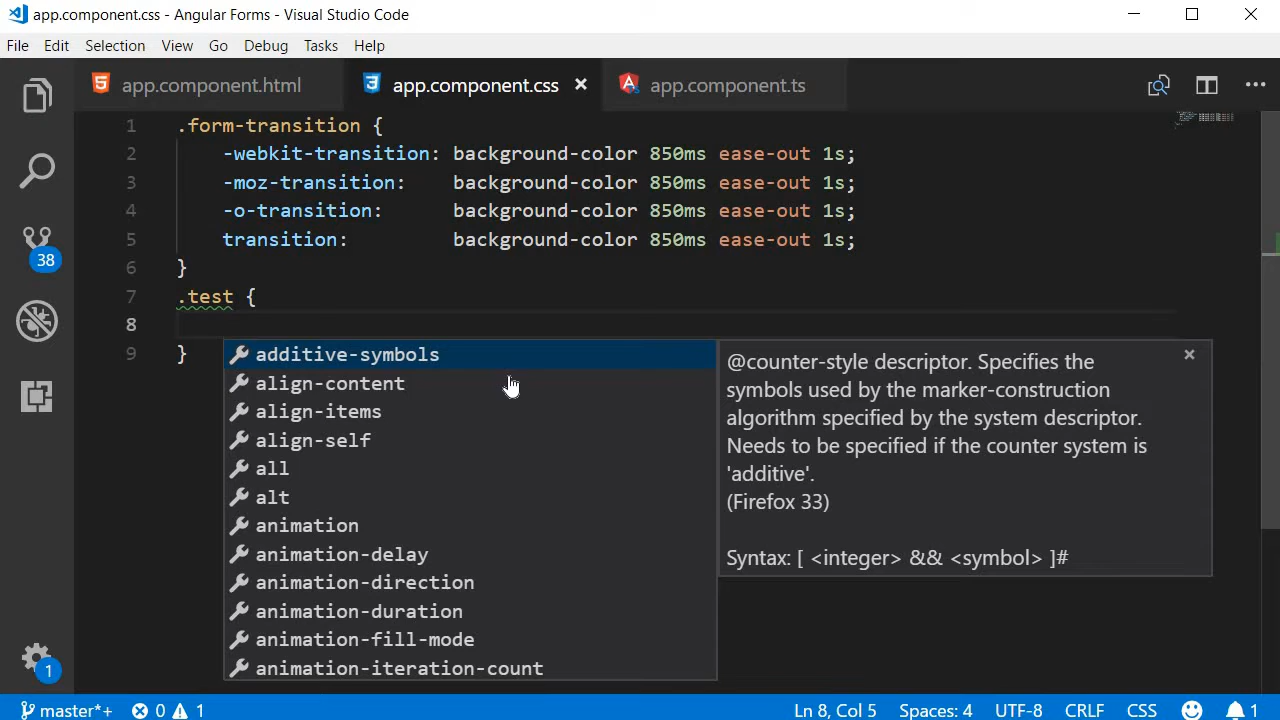 app.component.css - Angular Forms - Visual Studio Code
File Edit Selection View Go Debug Tasks Help
app.component.html app.component.css app.component.ts
1 .form-transition {
2 -webkit-transition: background-color 850ms ease-out 1s;
3 -moz-transition: background-color 850ms ease-out 1s;
4 -o-transition: background-color 850ms ease-out 1s;
5 transition: background-color 850ms ease-out 1s;
6 }
7 .test {
8
9 }
38
1
additive-symbols
align-content
align-items
align-self
all
alt
animation
animation-delay
animation-direction
animation-duration
animation-fill-mode
animation-iteration-count
@counter-style descriptor. Specifies the
symbols used by the marker-construction
algorithm specified by the system descriptor.
Needs to be specified if the counter system is
'additive'.
(Firefox 33)
Syntax: [ <integer> && <symbol> ]#
master*+ 0 1 Ln 8, Col 5 Spaces: 4 UTF-8 CRLF CSS 1